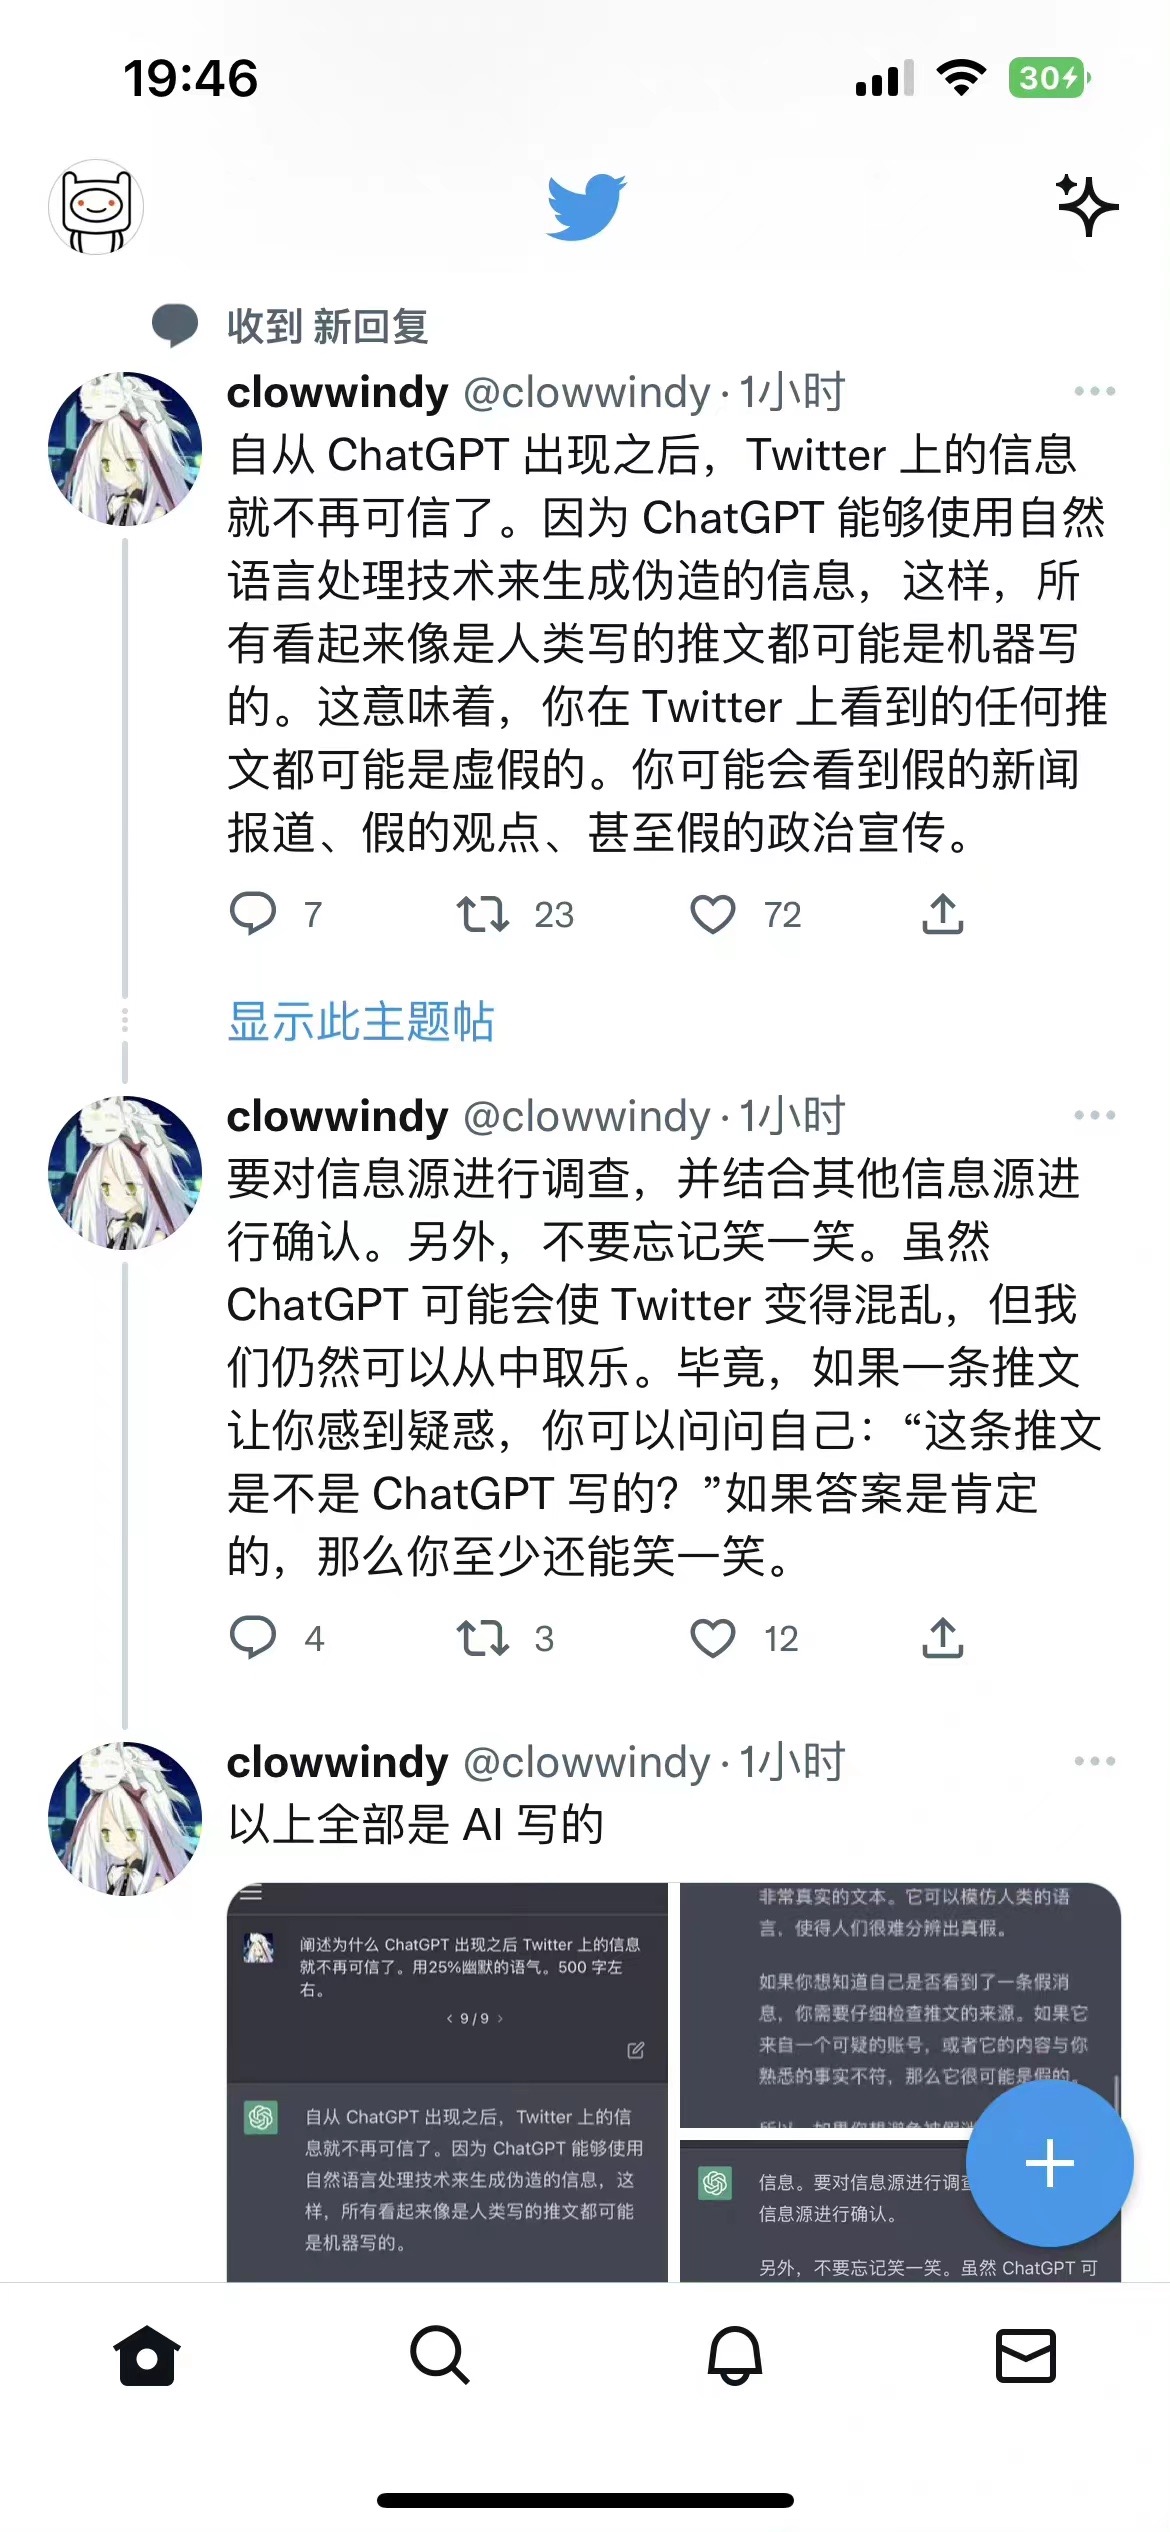 19:46
30
收到 新回复
clowwindy @clowwindy · 1小时
自从 ChatGPT 出现之后，Twitter 上的信息
就不再可信了。因为 ChatGPT 能够使用自然
语言处理技术来生成伪造的信息，这样，所
有看起来像是人类写的推文都可能是机器写
的。这意味着，你在 Twitter 上看到的任何推
文都可能是虚假的。你可能会看到假的新闻
报道、假的观点、甚至假的政治宣传。
7 23 72
显示此主题帖
clowwindy @clowwindy · 1小时
要对信息源进行调查，并结合其他信息源进
行确认。另外，不要忘记笑一笑。虽然
ChatGPT 可能会使 Twitter 变得混乱，但我
们仍然可以从中取乐。毕竟，如果一条推文
让你感到疑惑，你可以问问自己：“这条推文
是不是 ChatGPT 写的？”如果答案是肯定
的，那么你至少还能笑一笑。
4 3 12
clowwindy @clowwindy · 1小时
以上全部是 AI 写的
阐述为什么 ChatGPT 出现之后 Twitter 上的信息
就不再可信了。用25%幽默的语气。500 字左
右。
< 9 / 9 >
自从 ChatGPT 出现之后，Twitter 上的信
息就不再可信了。因为 ChatGPT 能够使用
自然语言处理技术来生成伪造的信息，这
样，所有看起来像是人类写的推文都可能
是机器写的。
非常真实的文本。它可以模仿人类的语
言，使得人们很难分辨出真假。
如果你想知道自己是否看到了一条假消
息，你需要仔细检查推文的来源。如果它
来自一个可疑的账号，或者它的内容与你
熟悉的事实不符，那么它很可能是假的。
信息。要对信息源进行调查
信息源进行确认。
另外，不要忘记笑一笑。虽然 ChatGPT 可